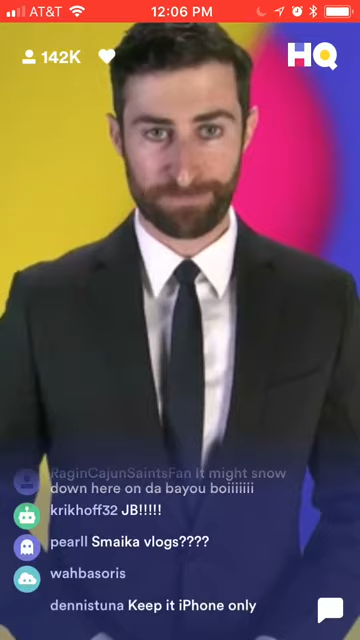 AT&T 12:06 PM
142K HQ
RaginCajunSaintsFan It might snow
down here on da bayou boiiiiiii
krikhoff32 JB!!!!!
pearll Smaika vlogs????
wahbasoris
dennistuna Keep it iPhone only